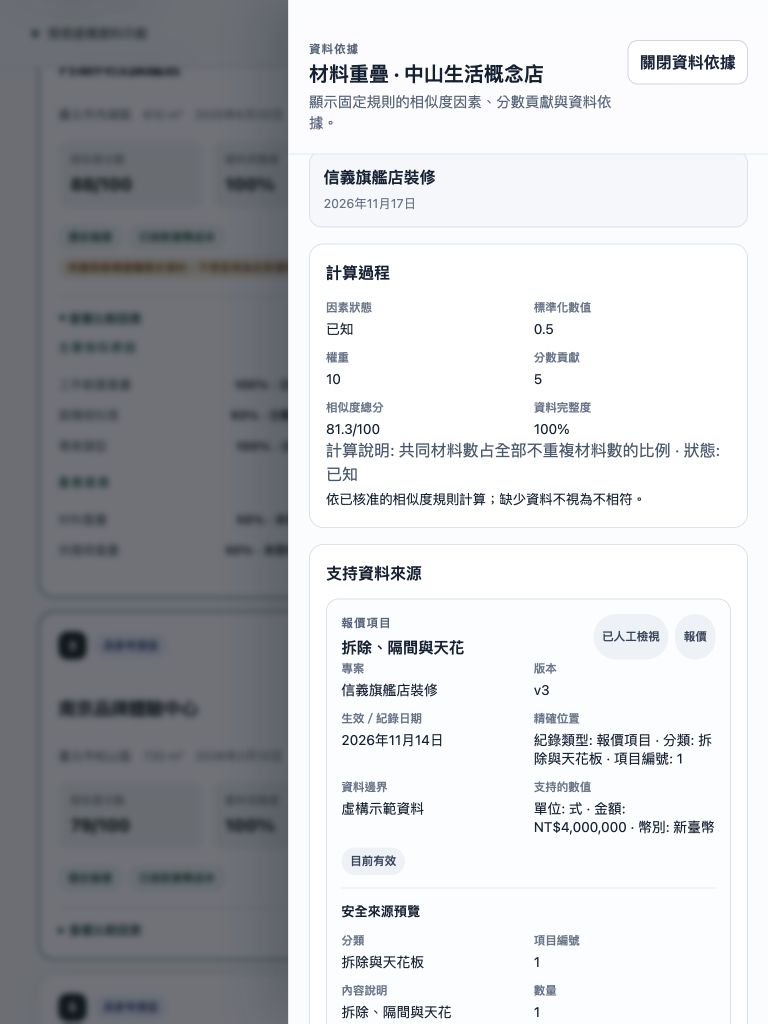 資料依據
材料重疊 · 中山生活概念店
顯示固定規則的相似度因素、分數貢獻與資料依
據。
關閉資料依據
信義旗艦店裝修
2026年11月17日
計算過程
因素狀態
標準化數值
已知
0.5
權重
分數貢獻
10
5
相似度總分
資料完整度
81.3/100
100%
計算說明: 共同材料數占全部不重複材料數的比例 · 狀態:
已知
依已核准的相似度規則計算；缺少資料不視為不相符。
支持資料來源
報價項目
拆除、隔間與天花
已人工檢視
報價
專案
版本
信義旗艦店裝修
v3
生效 / 紀錄日期
精確位置
2026年11月14日
紀錄類型: 報價項目 · 分類: 拆
除與天花板 · 項目編號: 1
資料邊界
支持的數值
虛構示範資料
單位: 式 · 金額:
NT$4,000,000 · 幣別: 新臺幣
目前有效
安全來源預覽
分類
項目編號
拆除與天花板
1
內容說明
數量
拆除、隔間與天花
1
88/100
100%
南京品牌體驗中心
79/100
100%